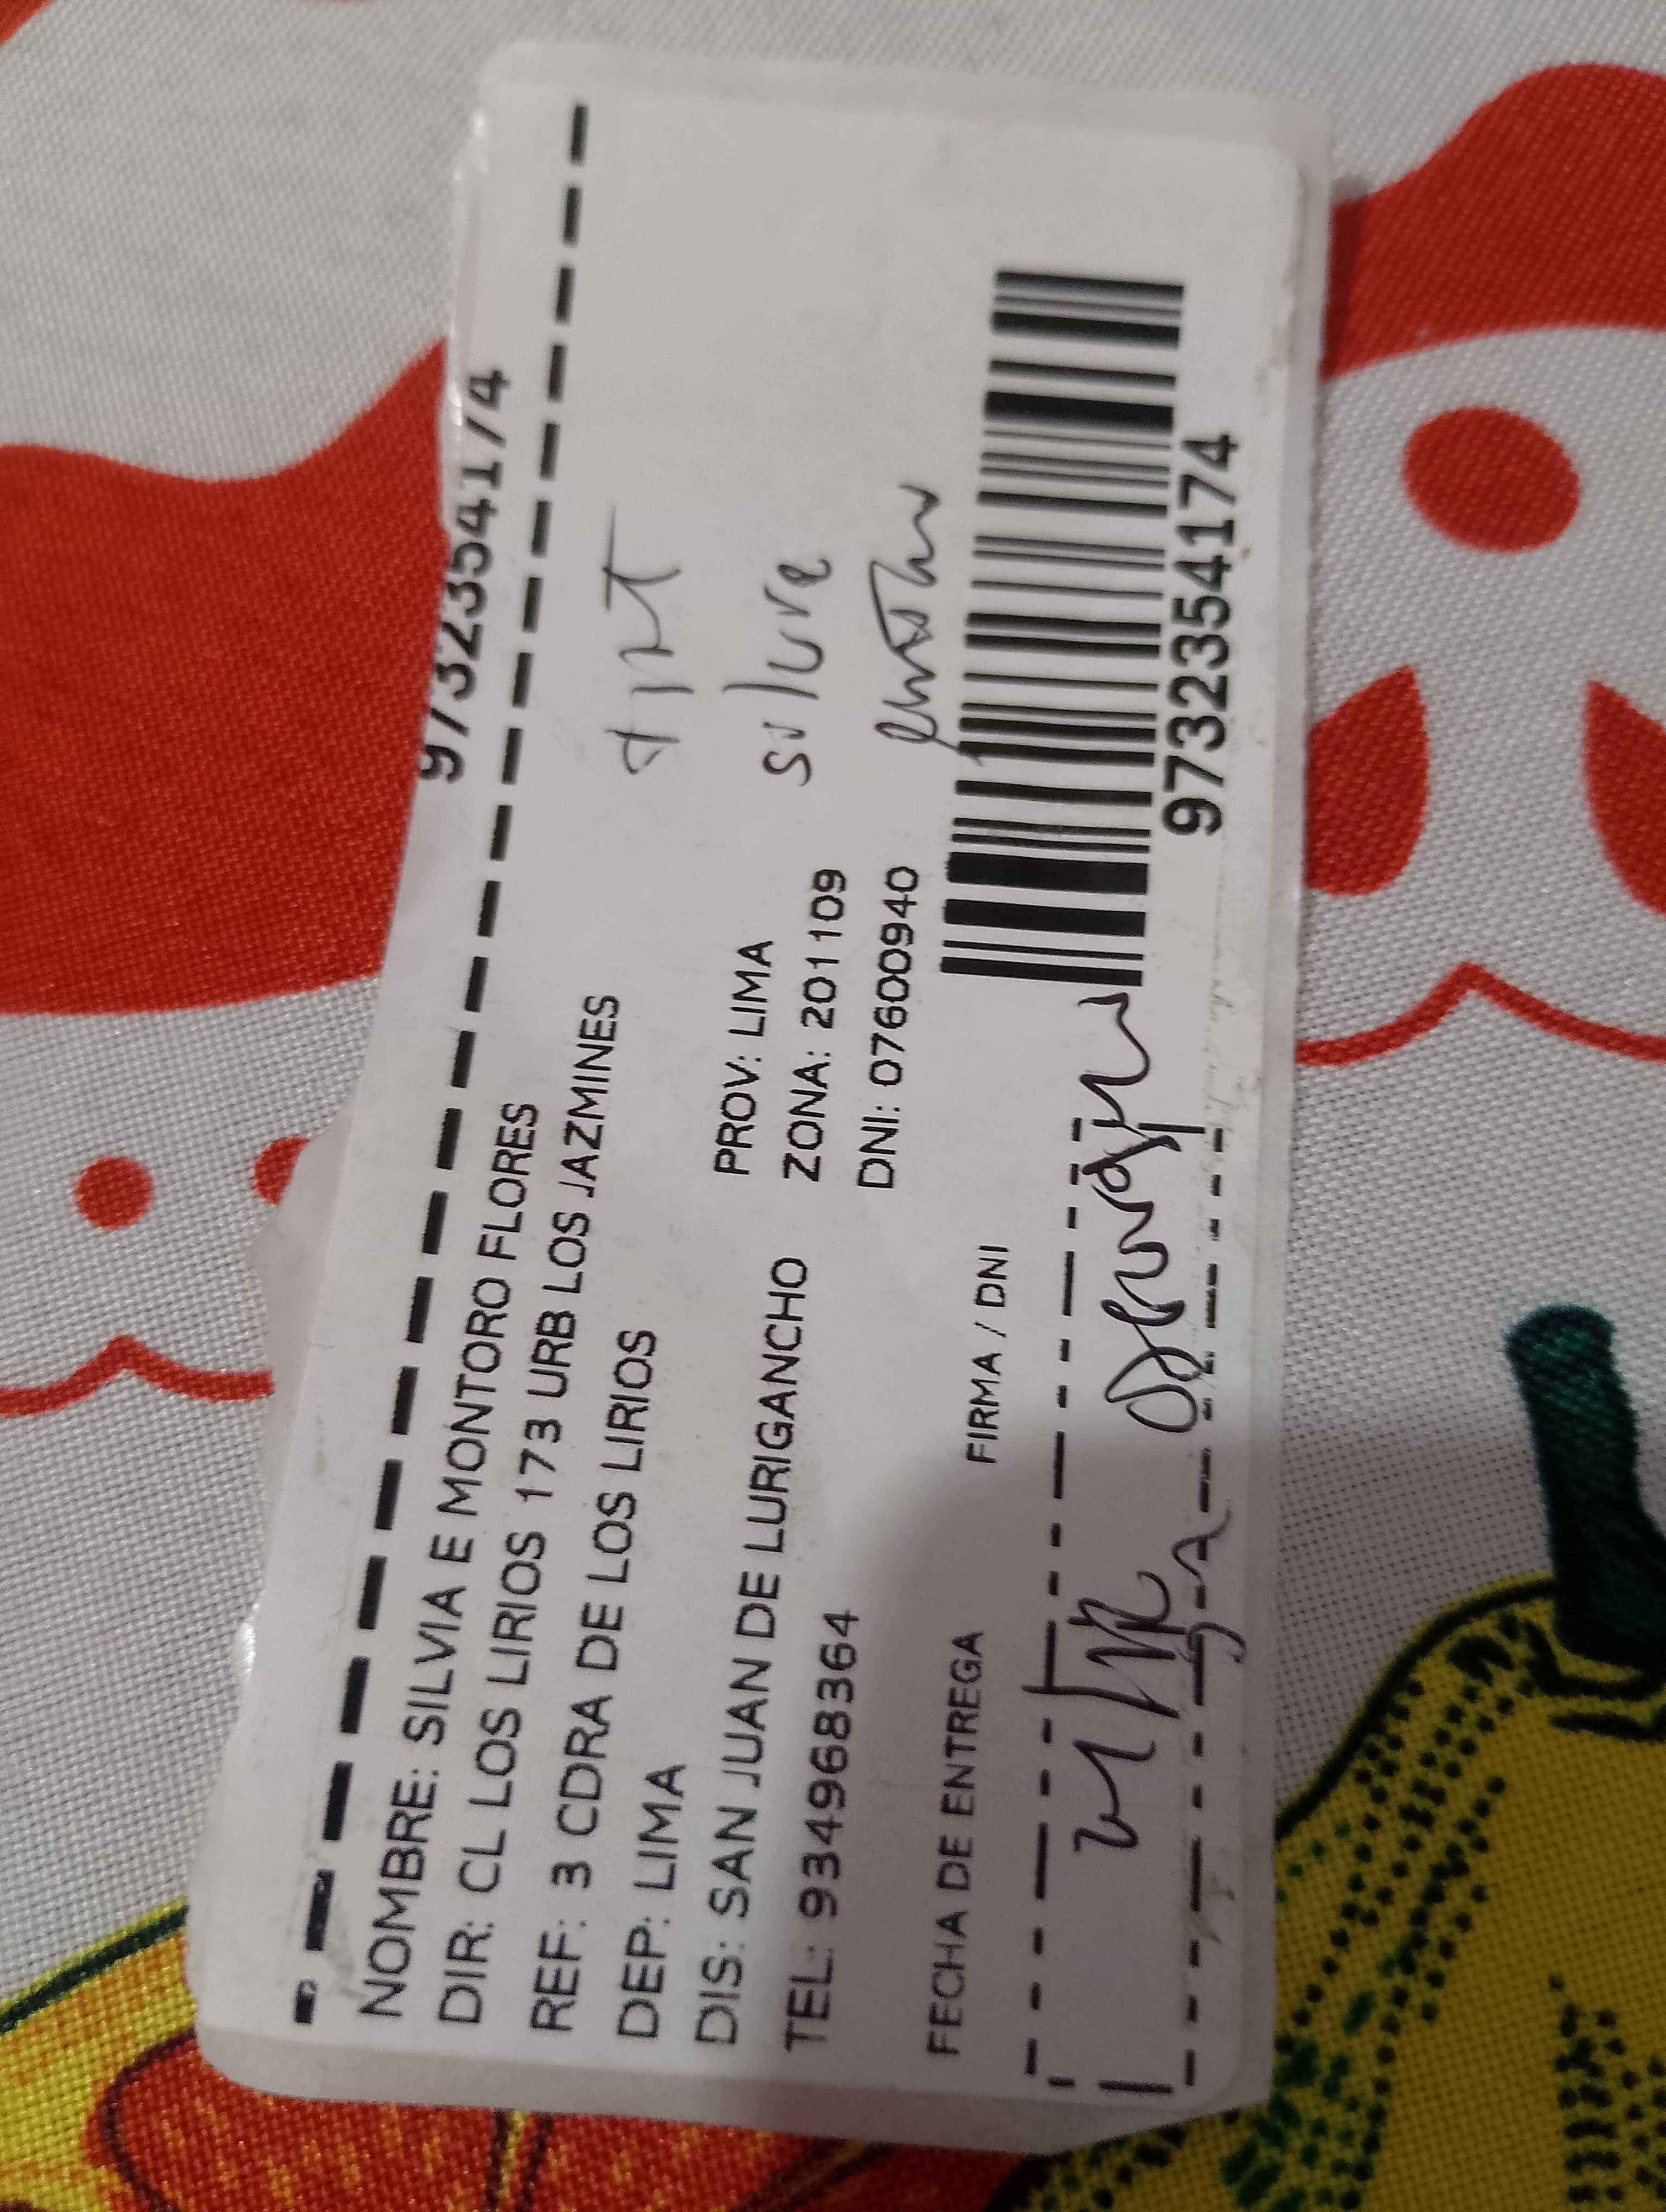 9732354174
NOMBRE: SILVIA E MONTORO FLORES
DIR: CL LOS LIRIOS 173 URB LOS JAZMINES
REF: 3 CDRA DE LOS LIRIOS
DEP: LIMA PROV: LIMA
DIS: SAN JUAN DE LURIGANCHO ZONA: 201109
TEL: 934968364 DNI: 07600940
FECHA DE ENTREGA FIRMA / DNI
9732354174